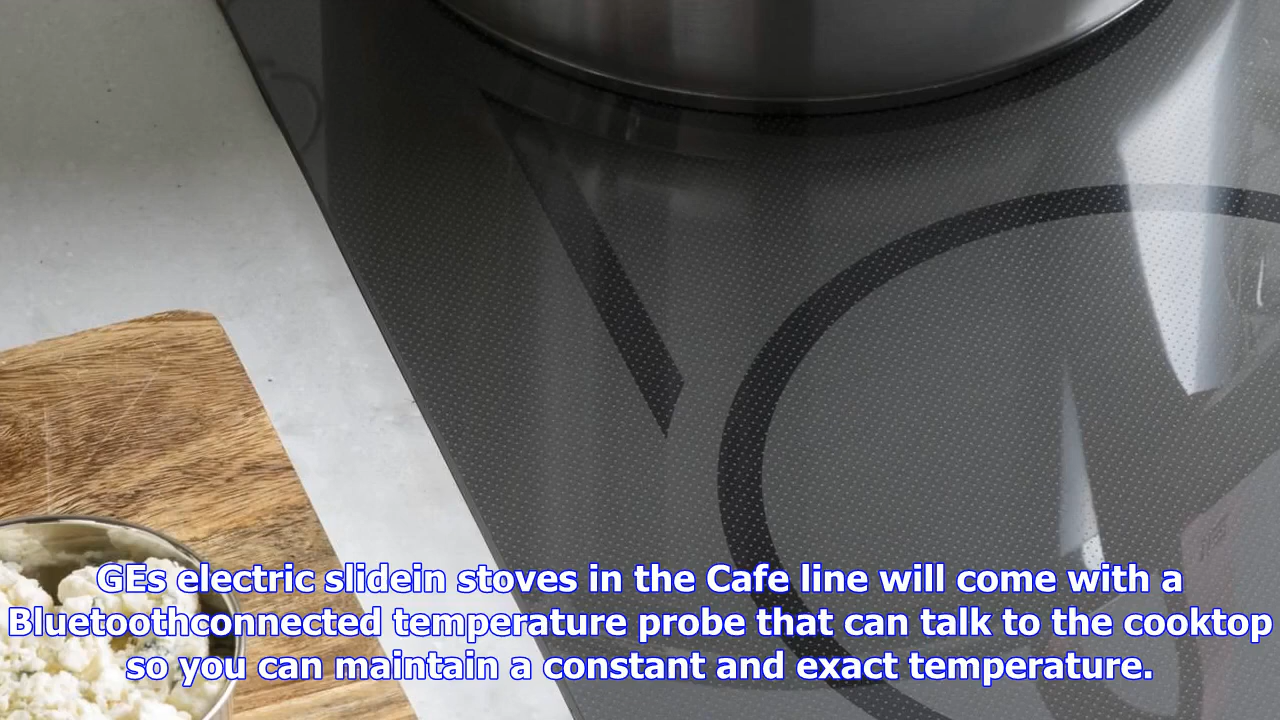 GEs electric slidein stoves in the Cafe line will come with a
Bluetoothconnected temperature probe that can talk to the cooktop
so you can maintain a constant and exact temperature.